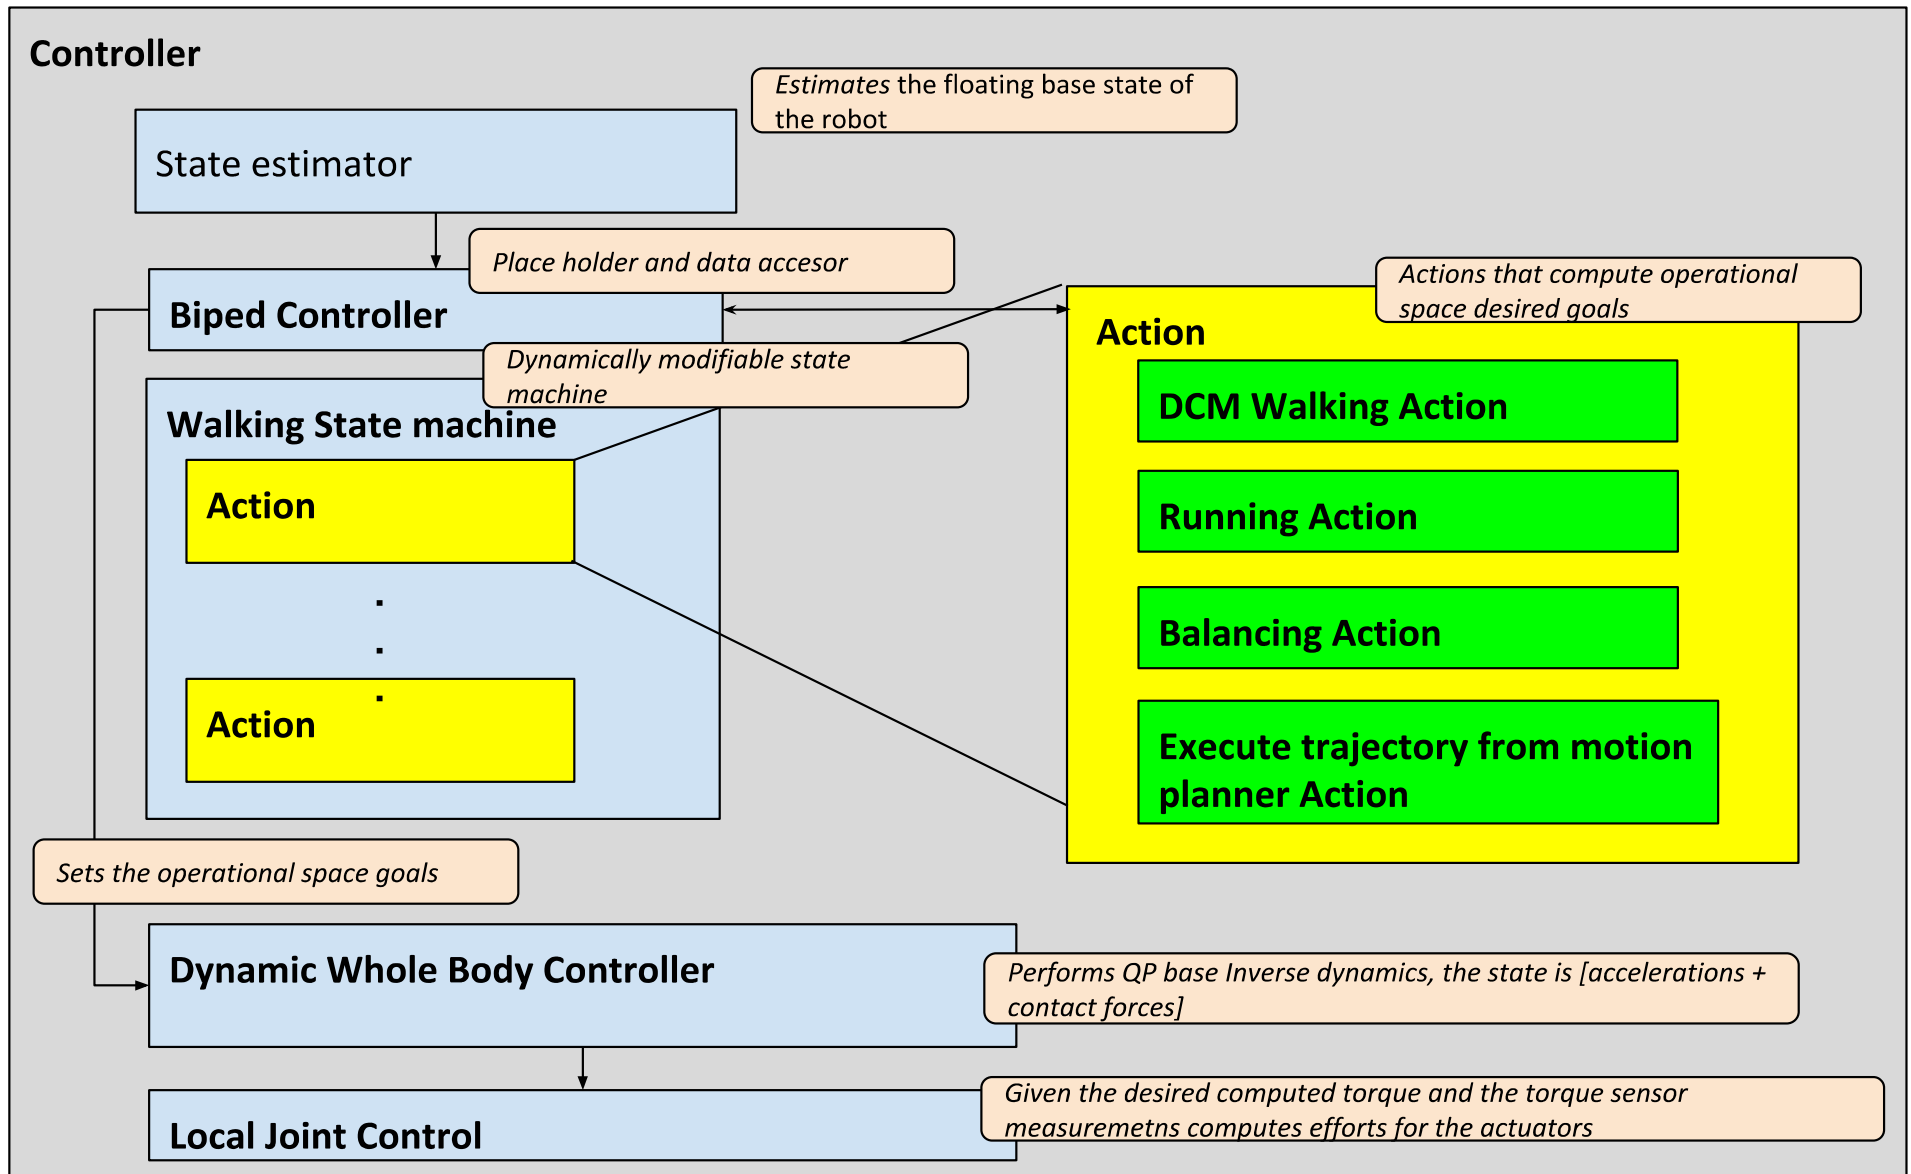 Controller
Estimates the floating base state of
the robot
State estimator
Place holder and data accesor
Biped Controller
Actions that compute operational
space desired goals
Action
Dynamically modifiable state
machine
Walking State machine
Action
.
.
.
Action
DCM Walking Action
Running Action
Balancing Action
Execute trajectory from motion
planner Action
Sets the operational space goals
Dynamic Whole Body Controller
Performs QP base Inverse dynamics, the state is [accelerations +
contact forces]
Local Joint Control
Given the desired computed torque and the torque sensor
measuremetns computes efforts for the actuators